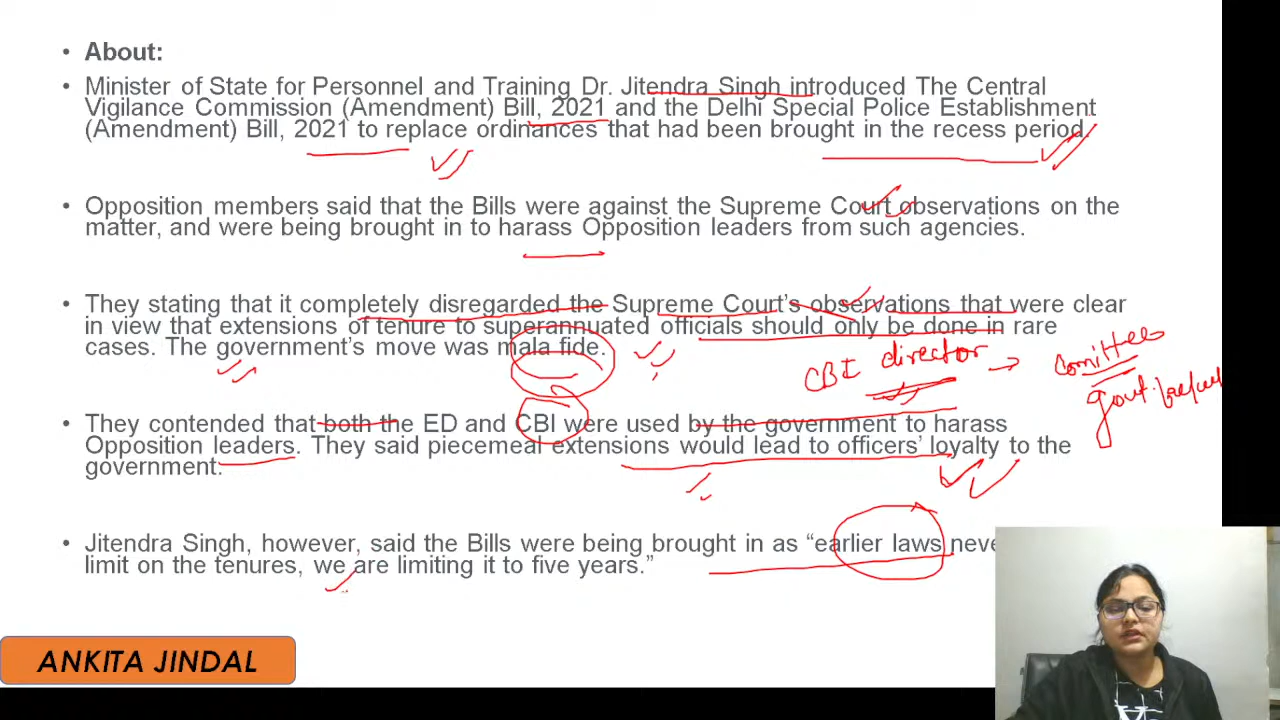 • About:
• Minister of State for Personnel and Training Dr. Jitendra Singh introduced The Central
Vigilance Commission (Amendment) Bill, 2021 and the Delhi Special Police Establishment
(Amendment) Bill, 2021 to replace ordinances that had been brought in the recess period.
• Opposition members said that the Bills were against the Supreme Court observations on the
matter, and were being brought in to harass Opposition leaders from such agencies.
• They stating that it completely disregarded the Supreme Court's observations that were clear
in view that extensions of tenure to superannuated officials should only be done in rare
cases. The government's move was mala fide.
CBI director → Comittee
govt.
• They contended that both the ED and CBI were used by the government to harass
Opposition leaders. They said piecemeal extensions would lead to officers' loyalty to the
government.
• Jitendra Singh, however, said the Bills were being brought in as “earlier laws
limit on the tenures, we are limiting it to five years.”
ANKITA JINDAL